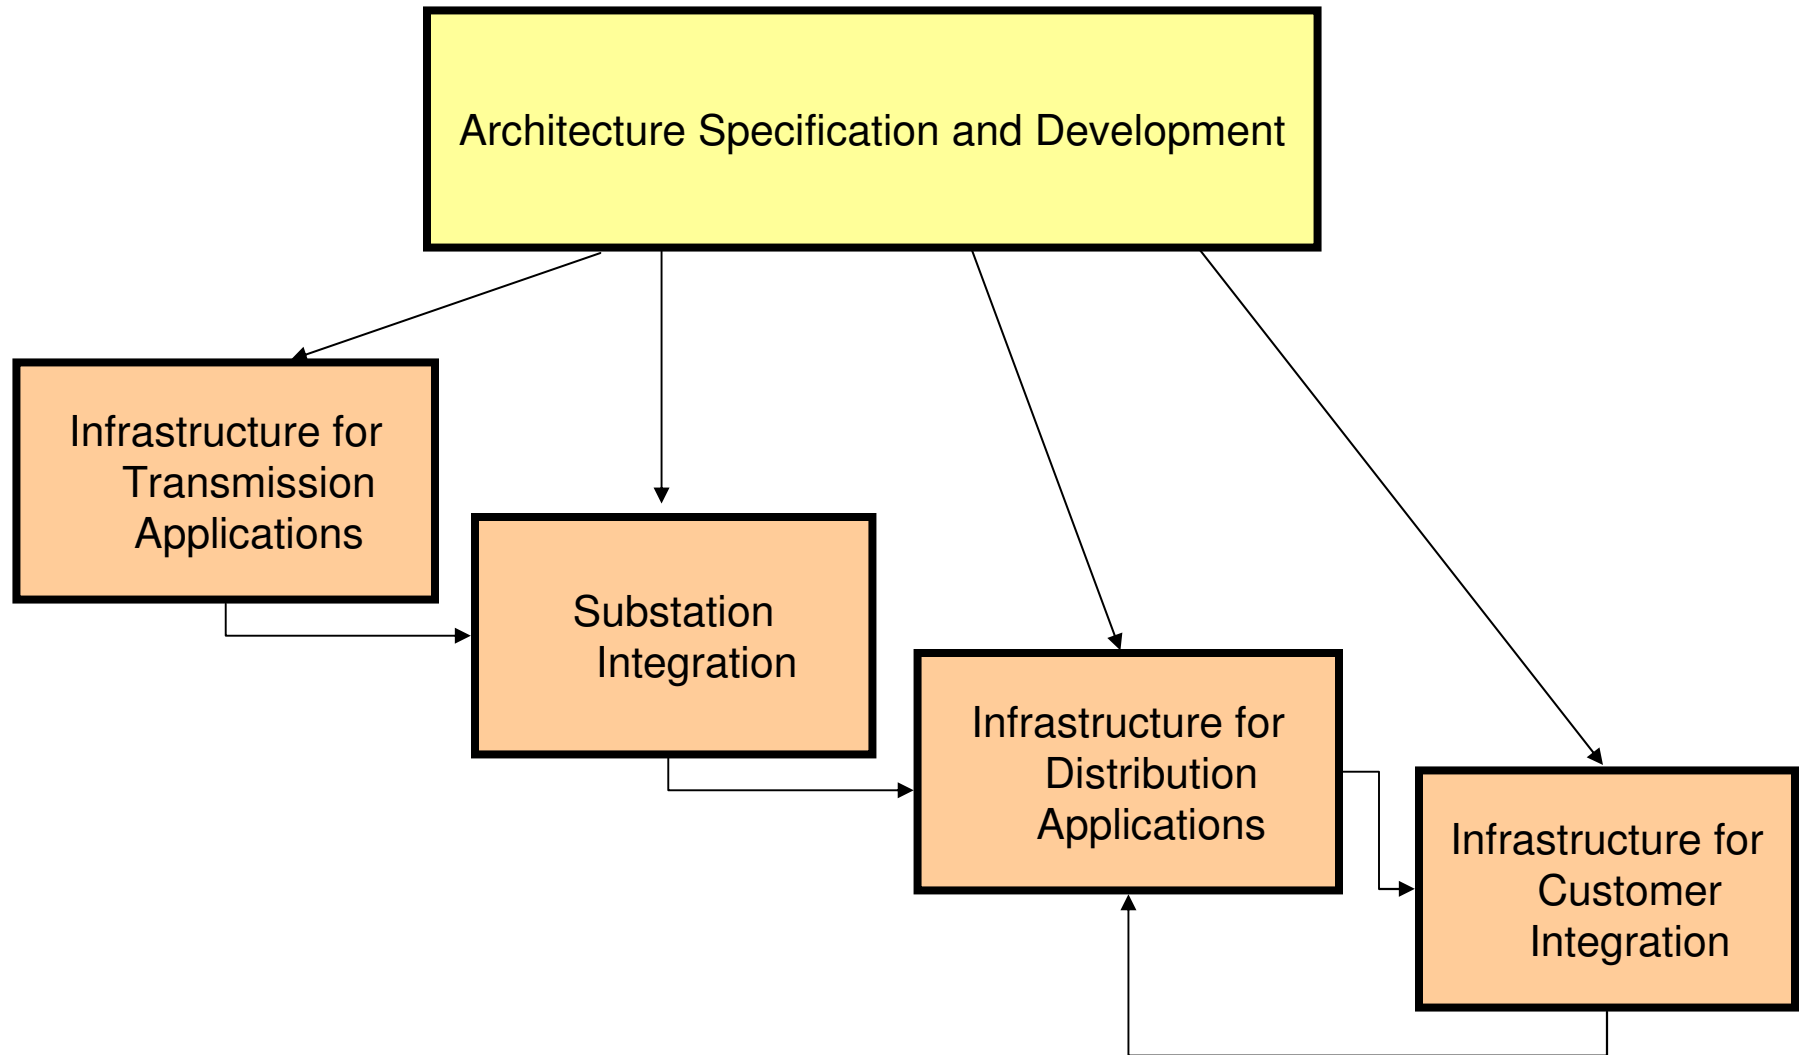 Architecture Specification and Development
Infrastructure for
Transmission
Applications
Substation
Integration
Infrastructure for
Distribution
Applications
Infrastructure for
Customer
Integration